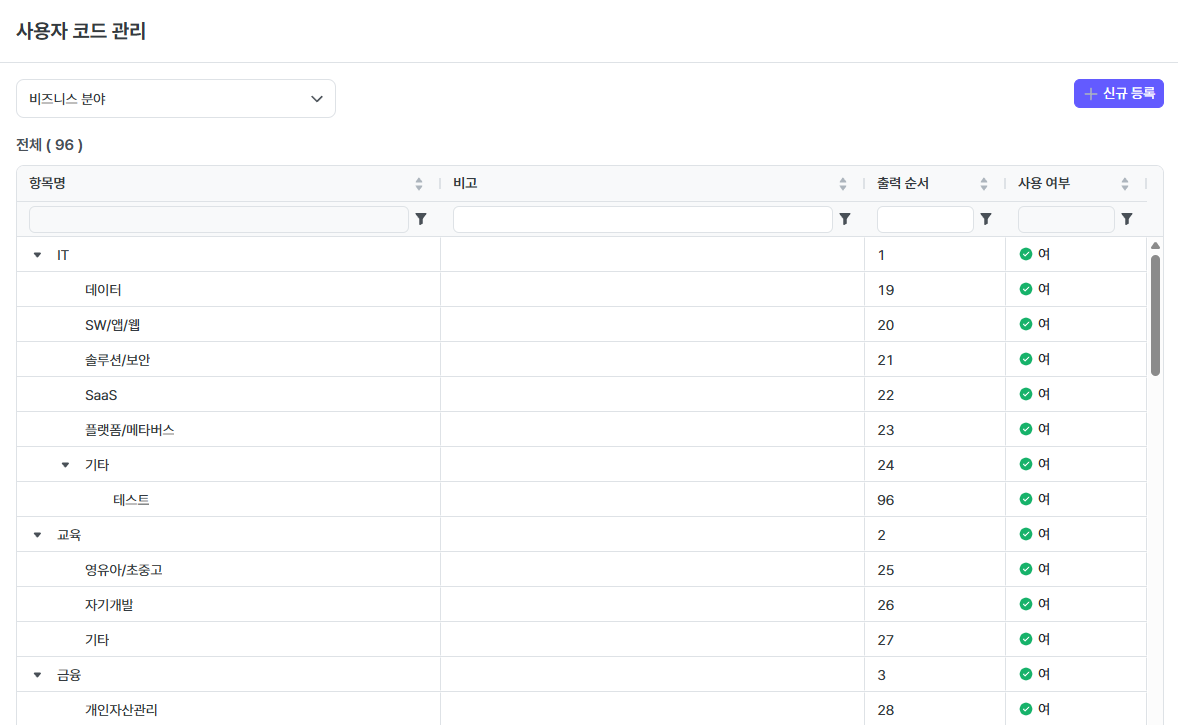 사용자 코드 관리
비즈니스 분야
신규 등록
전체 ( 96 )
항목명 비고 출력 순서 사용 여부
IT 1 여
데이터 19 여
SW/앱/웹 20 여
솔루션/보안 21 여
SaaS 22 여
플랫폼/메타버스 23 여
기타 24 여
테스트 96 여
교육 2 여
영유아/초중고 25 여
자기개발 26 여
기타 27 여
금융 3 여
개인자산관리 28 여